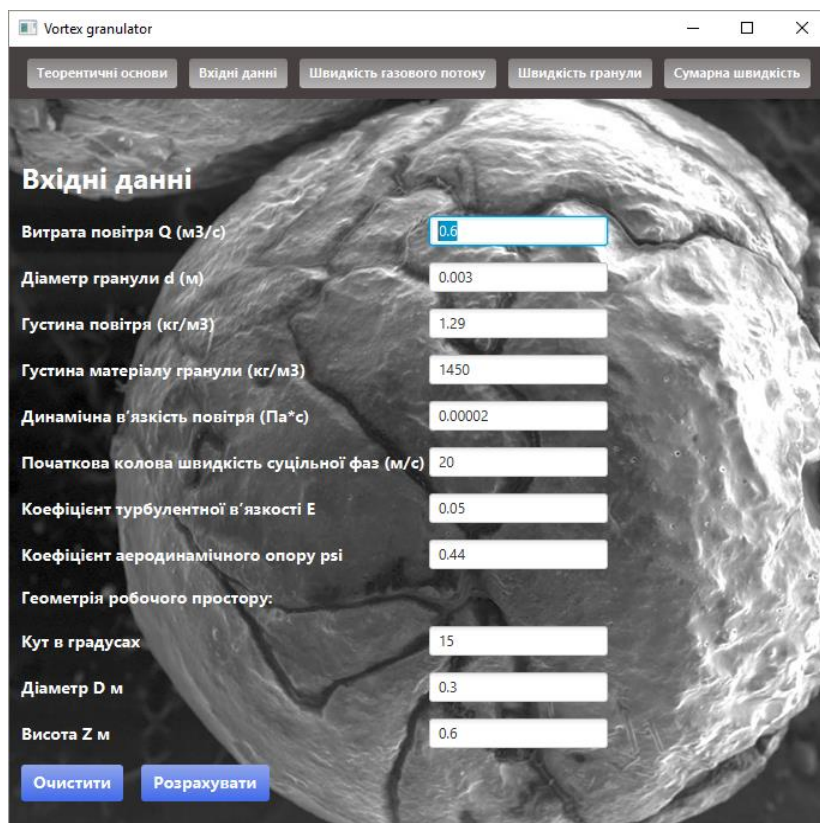 Vortex granulator
Теорентичні основи Вхідні данні Швидкість газового потоку Швидкість гранули Сумарна швидкість
Вхідні данні
Витрата повітря Q (м3/с) 0.6
Діаметр гранули d (м) 0.003
Густина повітря (кг/м3) 1.29
Густина матеріалу гранули (кг/м3) 1450
Динамічна в’язкість повітря (Па*с) 0.00002
Початкова колова швидкість суцільної фаз (м/с) 20
Коефіцієнт турбулентної в’язкості E 0.05
Коефіцієнт аеродинамічного опору psi 0.44
Геометрія робочого простору:
Кут в градусах 15
Діаметр D м 0.3
Висота Z м 0.6
Очистити Розрахувати